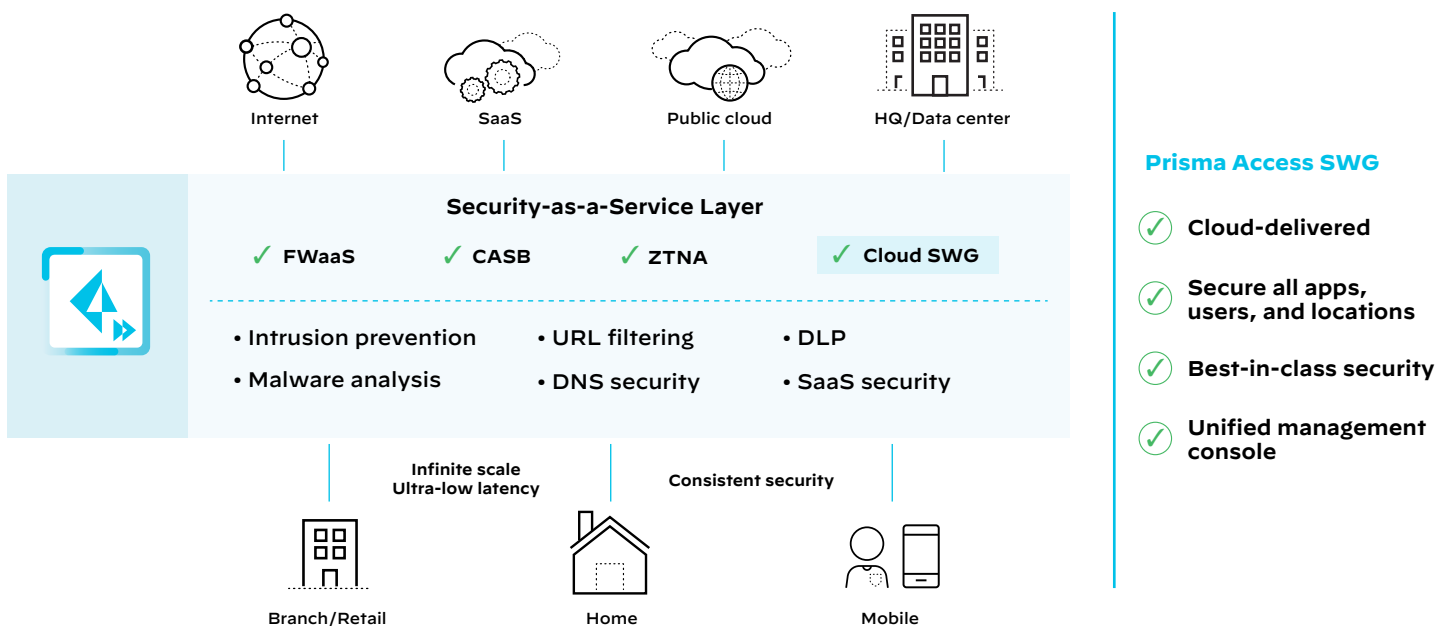 Internet
SaaS
Public cloud
HQ/Data center
Security-as-a-Service Layer
✓ FWaaS
✓ CASB
✓ ZTNA
✓ Cloud SWG
• Intrusion prevention
• URL filtering
• DLP
• Malware analysis
• DNS security
• SaaS security
Infinite scale
Ultra-low latency
Consistent security
Branch/Retail
Home
Mobile
Prisma Access SWG
✓ Cloud-delivered
✓ Secure all apps,
users, and locations
✓ Best-in-class security
✓ Unified management
console